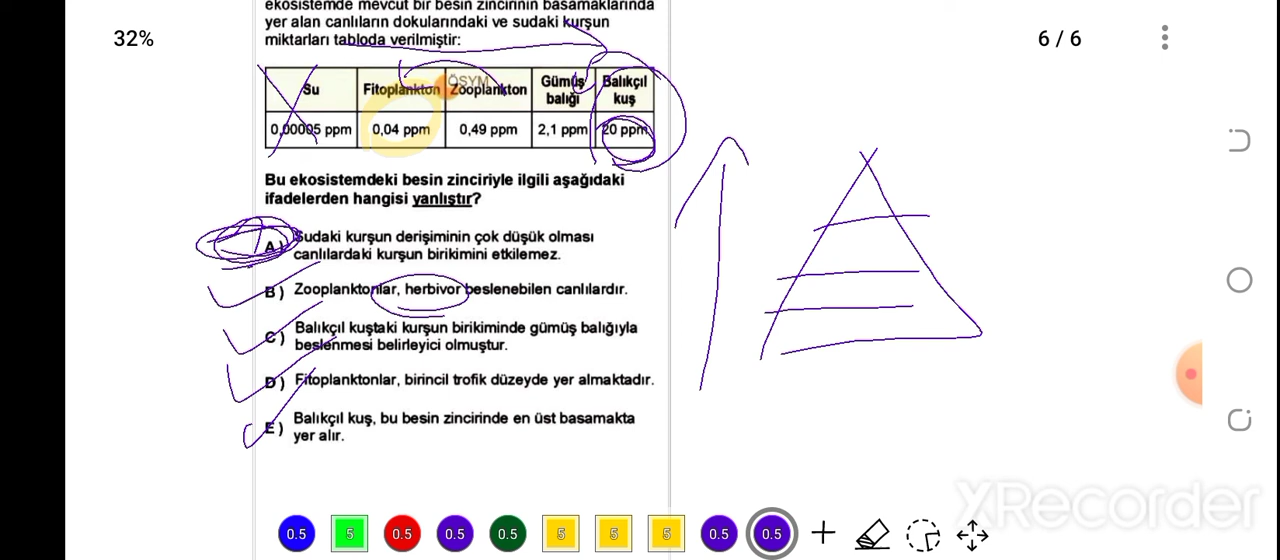 ekosistemde mevcut bir besin zincirinin basamaklarında
32%
yer alan canlıların dokularındaki ve sudaki kurşun
miktarları tabloda verilmiştir:
6 / 6
ÖSYM
Su Fitoplankton Zooplankton Gümüş balığı Balıkçıl kuş
0,00005 ppm 0,04 ppm 0,49 ppm 2,1 ppm 20 ppm
Bu ekosistemdeki besin zinciriyle ilgili aşağıdaki
ifadelerden hangisi yanlıştır?
A) Sudaki kurşun derişiminin çok düşük olması
canlılardaki kurşun birikimini etkilemez.
B) Zooplanktonlar, herbivor beslenebilen canlılardır.
C) Balıkçıl kuştaki kurşun birikiminde gümüş balığıyla
beslenmesi belirleyici olmuştur.
D) Fitoplanktonlar, birincil trofik düzeyde yer almaktadır.
E) Balıkçıl kuş, bu besin zincirinde en üst basamakta
yer alır.
XRecorder
0.5 5 0.5 0.5 0.5 5 5 5 0.5 0.5